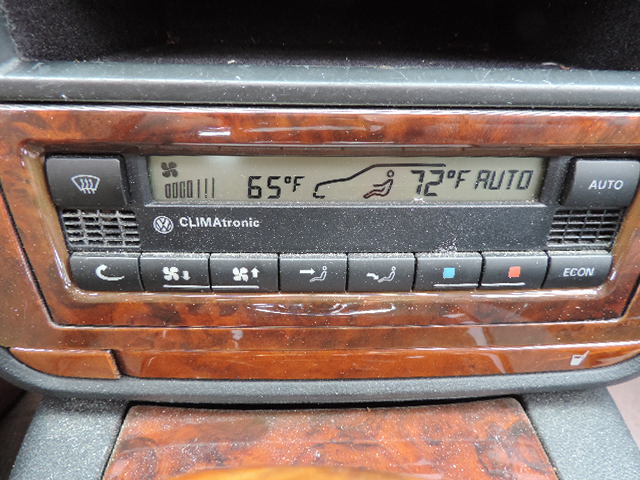 65°F 72°F AUTO
AUTO
CLIMAtronic
ECON